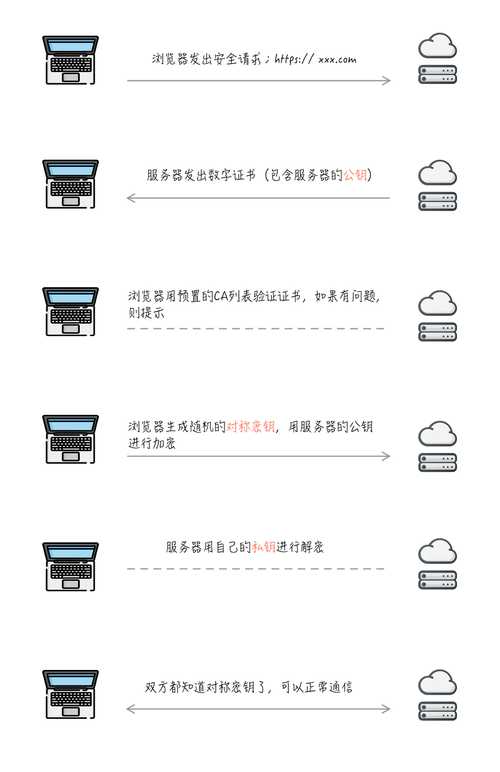 浏览器发出安全请求：https:// xxx.com
服务器发出数字证书（包含服务器的公钥）
浏览器用预置的CA列表验证证书，如果有问题，
则提示
浏览器生成随机的对称密钥，用服务器的公钥
进行加密
服务器用自己的私钥进行解密
双方都知道对称密钥了，可以正常通信